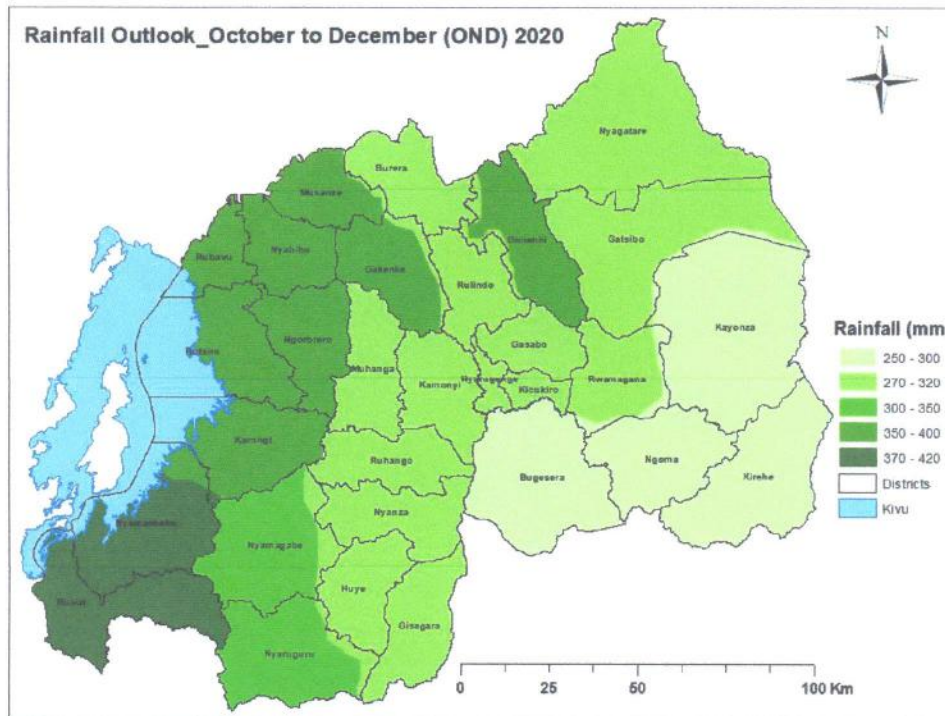 Rainfall Outlook_October to December (OND) 2020
N
Nyagatare
Burera
Musanze
Gicumbi
Gatsibo
Rubavu
Nyabihu
Gakenke
Rulindo
Kayonza
Rutsiro
Ngororero
Gasabo
Muhanga
Kamonyi
Nyarugenge
Kicukiro
Rwamagana
Karongi
Ruhango
Bugesera
Ngoma
Kirehe
Nyamasheke
Nyanza
Nyamagabe
Huye
Rusizi
Gisagara
Nyaruguru
Rainfall (mm
250 - 300
270 - 320
300 - 350
350 - 400
370 - 420
Districts
Kivu
0 25 50 100 Km